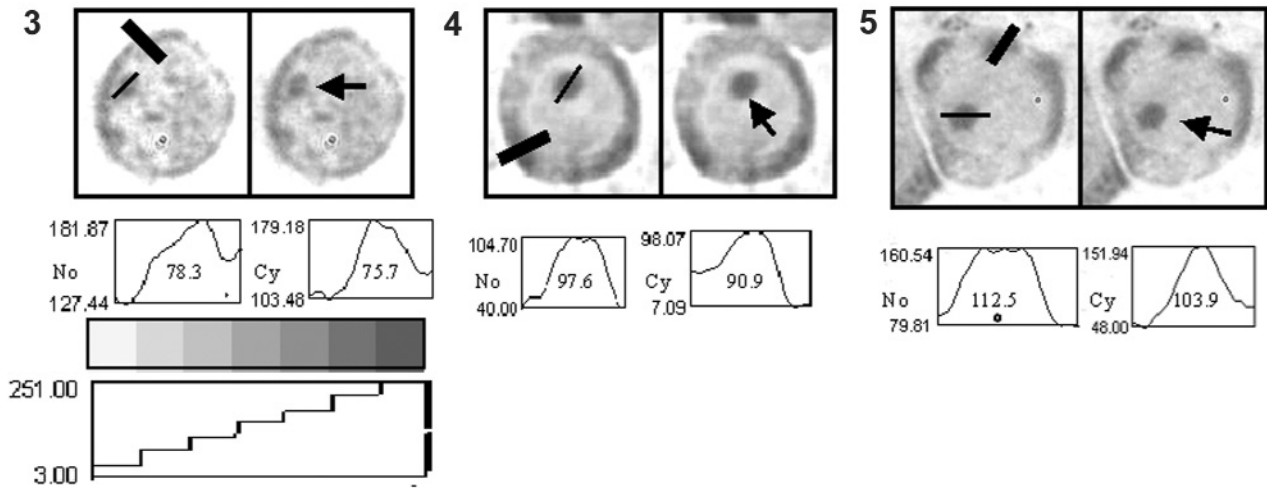 3 4 5
181.87 No 127.44 78.3
179.18 Cy 103.48 75.7
104.70 No 40.00 97.6
98.07 Cy 7.09 90.9
160.54 No 79.81 112.5
151.94 Cy 48.00 103.9
251.00
3.00